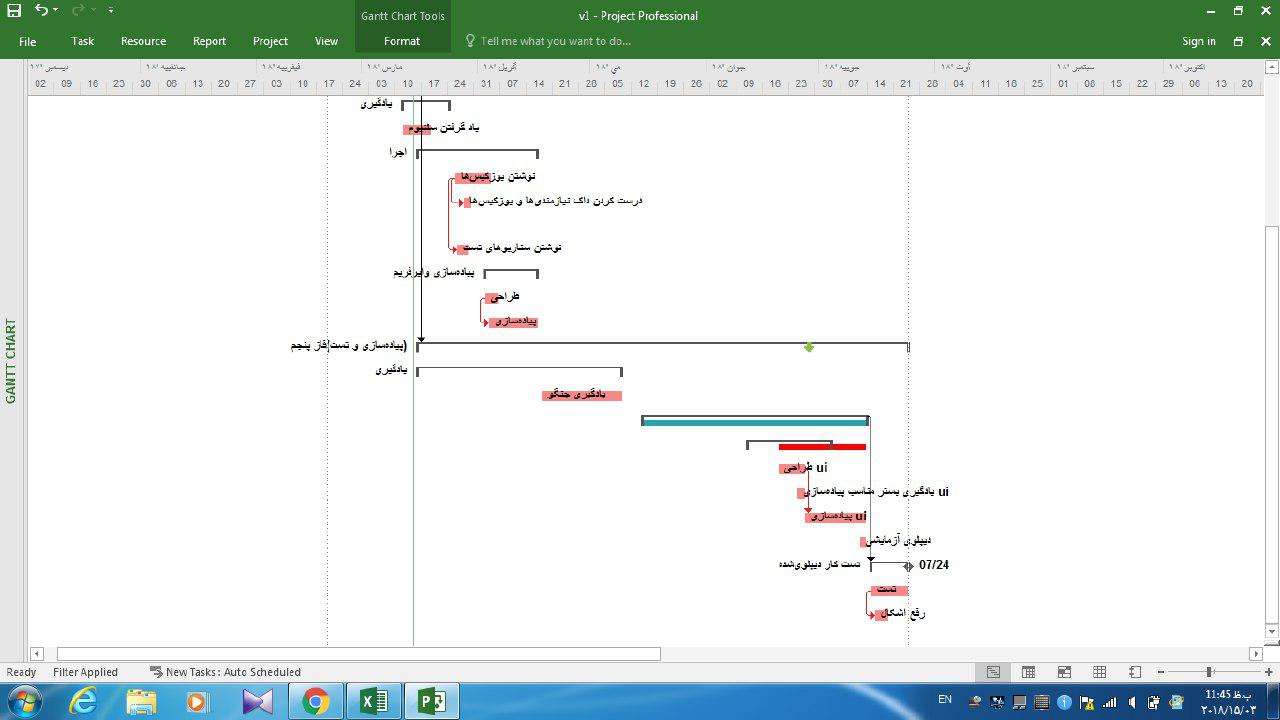 Gantt Chart Tools
v1 - Project Professional
File Task Resource Report Project View Format Tell me what you want to do... Sign in
دیسمبر ۱۷' جانفییه ۱۸' فیفرییه ۱۸' مارس ۱۸' آوریل ۱۸' می ۱۸' جوان ۱۸' جوییه ۱۸' أوت ۱۸' سبتمبر ۱۸' اکتوبر ۱۸'
02 09 16 23 30 06 13 20 27 03 10 17 24 03 10 17 24 31 07 14 21 28 05 12 19 26 02 09 16 23 30 07 14 21 28 04 11 18 25 01 08 15 22 29 06 13 20
یادگیری
یاد گرفتن
اجرا
نوشتن یوزکیس‌ها
درست کردن داک نیازمندی‌ها و یوزکیس‌ها
نوشتن سناریوهای تست
پیاده‌سازی وایرفریم
طراحی
پیاده‌سازی
(پیاده‌سازی و تست(فاز پنجم
یادگیری
یادگیری جنگو
طراحی ui
یادگیری بستر مناسب پیاده‌سازی ui
پیاده‌سازی ui
دیپلوی آزمایشی
تست کار دیپلوی‌شده 07/24
تست
رفع اشکال
GANTT CHART
Ready Filter Applied New Tasks : Auto Scheduled
EN
11:45 ب.ظ
۲۰۱۸/۱۵/۰۳